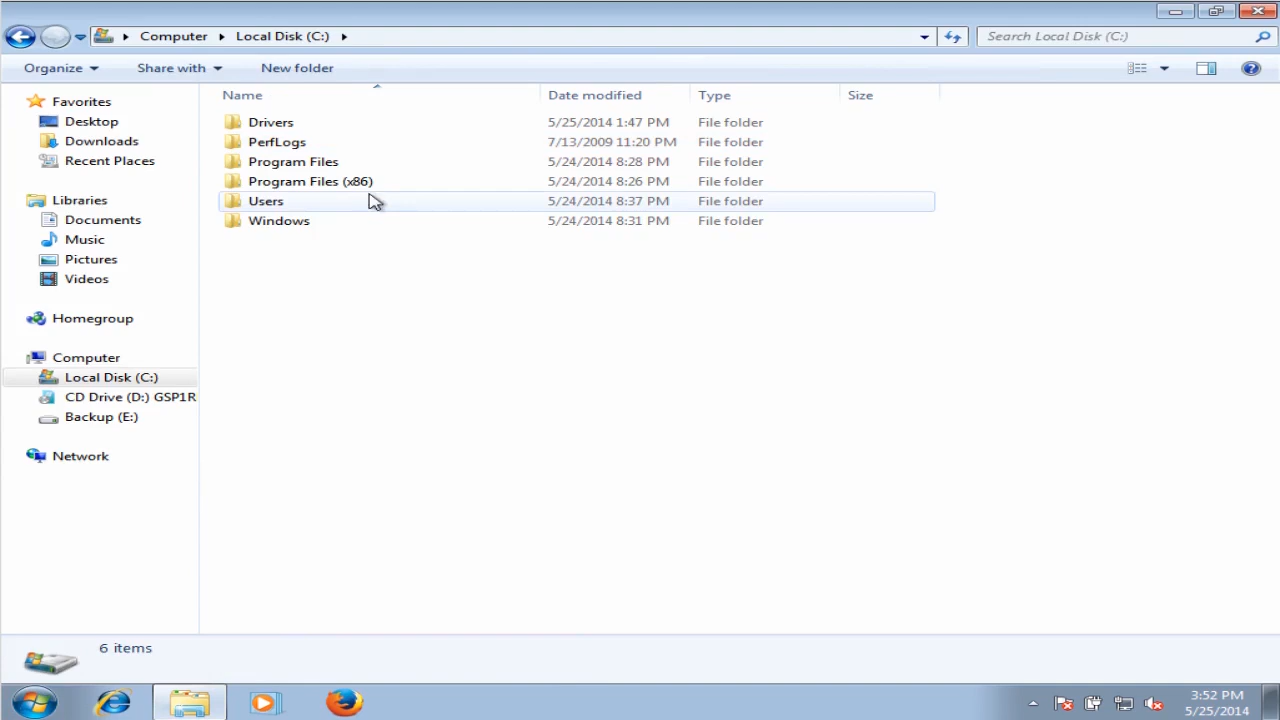 Computer Local Disk (C:)
Search Local Disk (C:)
Organize Share with New folder
Name Date modified Type Size
Drivers 5/25/2014 1:47 PM File folder
PerfLogs 7/13/2009 11:20 PM File folder
Program Files 5/24/2014 8:28 PM File folder
Program Files (x86) 5/24/2014 8:26 PM File folder
Users 5/24/2014 8:37 PM File folder
Windows 5/24/2014 8:31 PM File folder
Favorites
Desktop
Downloads
Recent Places
Libraries
Documents
Music
Pictures
Videos
Homegroup
Computer
Local Disk (C:)
CD Drive (D:) GSP1R
Backup (E:)
Network
6 items
3:52 PM
5/25/2014